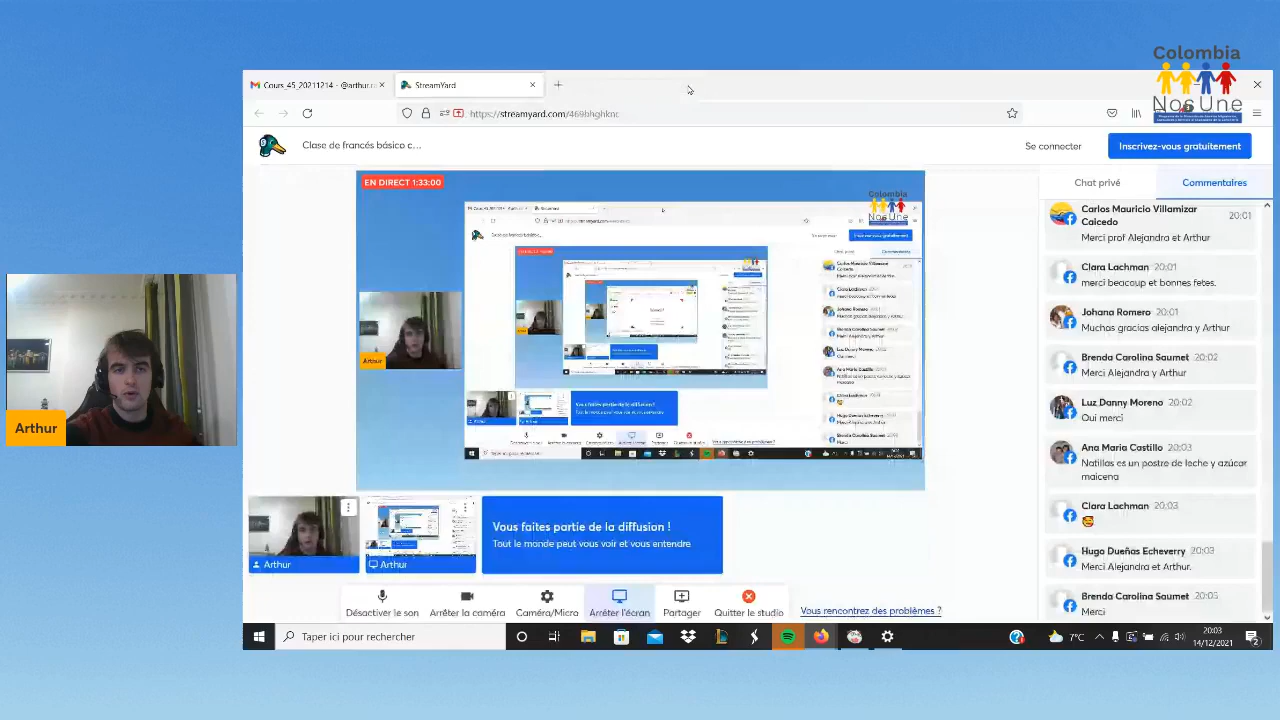 Colombia
Nos Une
Cours_45_20211214 - @arthur.ro
StreamYard
https://streamyard.com/469bhghknc
Clase de francés básico c...
Se connecter
Inscrivez-vous gratuitement
EN DIRECT 1:33:00
Chat privé
Commentaires
Carlos Mauricio Villamizar Caicedo 20:01
Merci prof Alejandra et Arthur
Clara Lachman 20:01
merci beaucoup et bonnes fetes.
Johana Romero 20:01
Muchas gracias alejandra y Arthur
Brenda Carolina Saumet 20:02
Merci Alejandra y Arthur
Luz Danny Moreno 20:02
Oui merci
Ana Maria Castillo 20:03
Natillas es un postre de leche y azúcar
maicena
Clara Lachman 20:03
Hugo Dueñas Echeverry 20:03
Merci Alejandra et Arthur.
Brenda Carolina Saumet 20:03
Merci
Arthur
Arthur
Vous faites partie de la diffusion !
Tout le monde peut vous voir et vous entendre
Arthur
Arthur
Désactiver le son
Arrêter la caméra
Caméra/Micro
Arrêter l'écran
Partager
Quitter le studio
Vous rencontrez des problèmes ?
Taper ici pour rechercher
7°C
20:03
14/12/2021